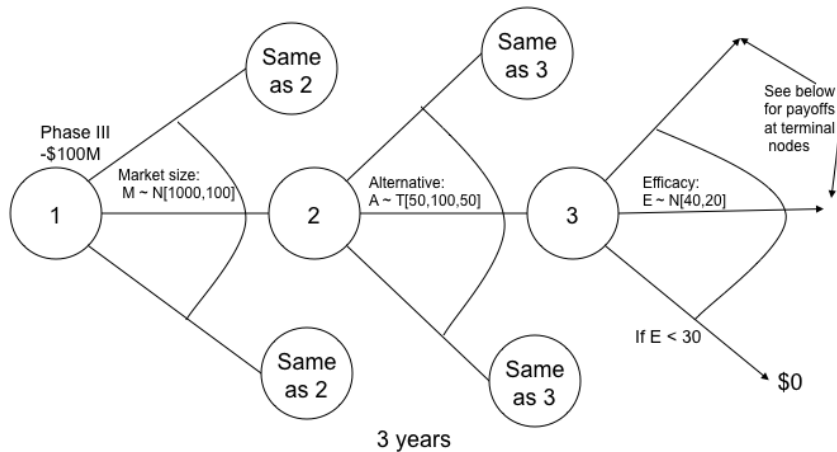 Same
as 2
Same
as 3
See below
for payoffs
at terminal
nodes
Phase III
-$100M
Market size:
M ~ N[1000,100]
Alternative:
A ~ T[50,100,50]
Efficacy:
E ~ N[40,20]
1
2
3
If E < 30
$0
Same
as 2
Same
as 3
3 years